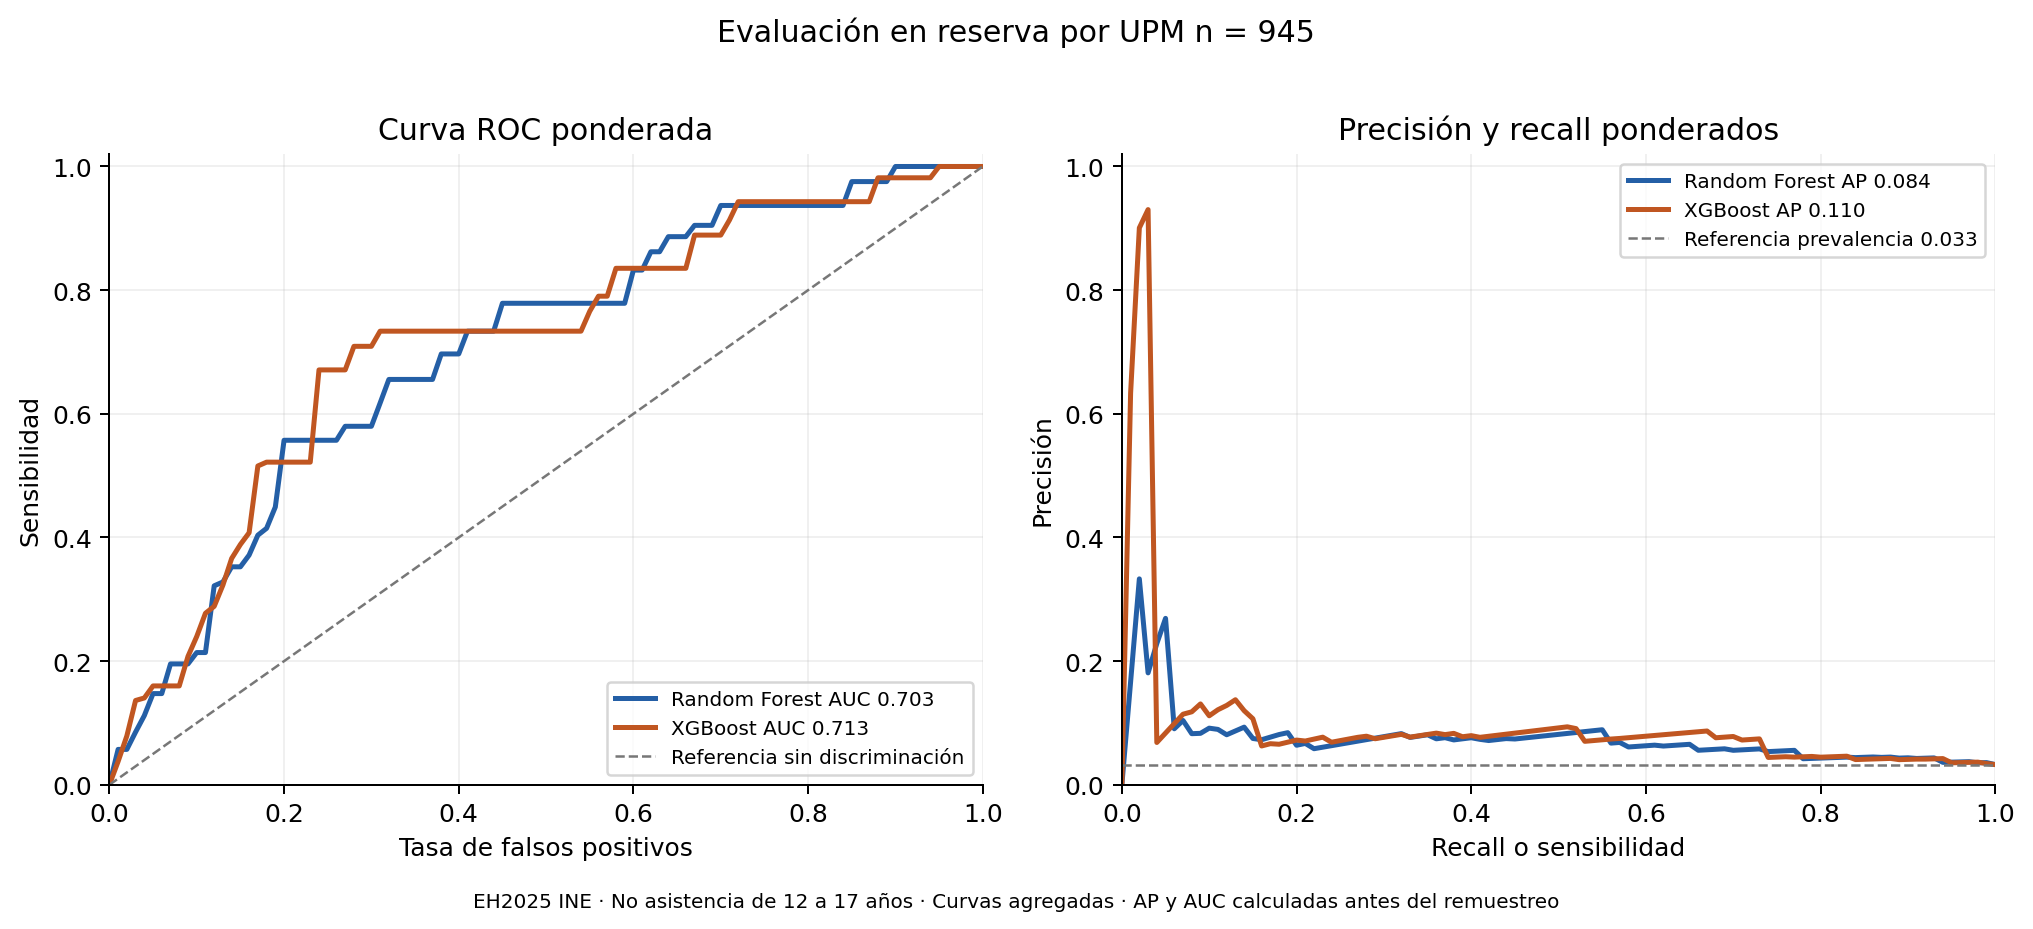 Evaluación en reserva por UPM n = 945
Curva ROC ponderada
1.0
0.8
0.6
0.4
0.2
0.0
Sensibilidad
0.0 0.2 0.4 0.6 0.8 1.0
Tasa de falsos positivos
Random Forest AUC 0.703
XGBoost AUC 0.713
Referencia sin discriminación
Precisión y recall ponderados
1.0
0.8
0.6
0.4
0.2
0.0
Precisión
0.0 0.2 0.4 0.6 0.8 1.0
Recall o sensibilidad
Random Forest AP 0.084
XGBoost AP 0.110
Referencia prevalencia 0.033
EH2025 INE · No asistencia de 12 a 17 años · Curvas agregadas · AP y AUC calculadas antes del remuestreo